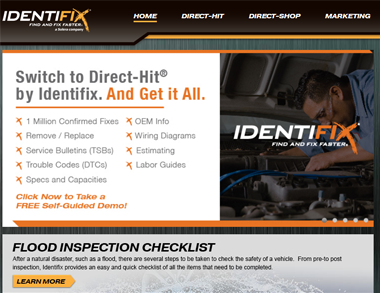 IDENTIFIX
FIND AND FIX FASTER.
a Solera company
HOME
DIRECT-HIT
DIRECT-SHOP
MARKETING
Switch to Direct-Hit®
by Identifix. And Get it All.
1 Million Confirmed Fixes
Remove / Replace
Service Bulletins (TSBs)
Trouble Codes (DTCs)
Specs and Capacities
OEM Info
Wiring Diagrams
Estimating
Labor Guides
Click Now to Take a
FREE Self-Guided Demo!
IDENTIFIX®
FIND AND FIX FASTER.
FLOOD INSPECTION CHECKLIST
After a natural disaster, such as a flood, there are several steps to be taken to check the safety of a vehicle. From pre-to post
inspection, Identifix provides an easy and quick checklist of all the items that need to be completed.
LEARN MORE